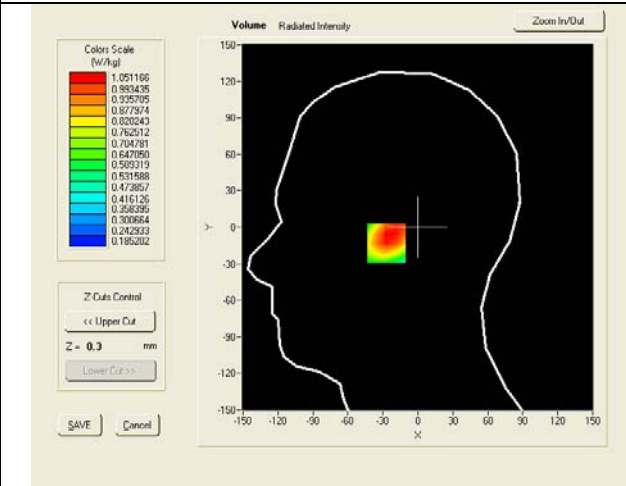 Volume Radiated Intensity
Zoom In/Out
Colors Scale
(W/kg)
1.051166
0.993435
0.935705
0.877974
0.820243
0.762512
0.704781
0.647050
0.589319
0.531588
0.473857
0.416126
0.358395
0.300664
0.242933
0.185202
Z-Cuts Control
<< Upper Cut
Z = 0.3 mm
Lower Cut >>
SAVE Cancel
150
120
90
60
30
0
-30
-60
-90
-120
-150
Y
-150 -120 -90 -60 -30 0 30 60 90 120 150
X